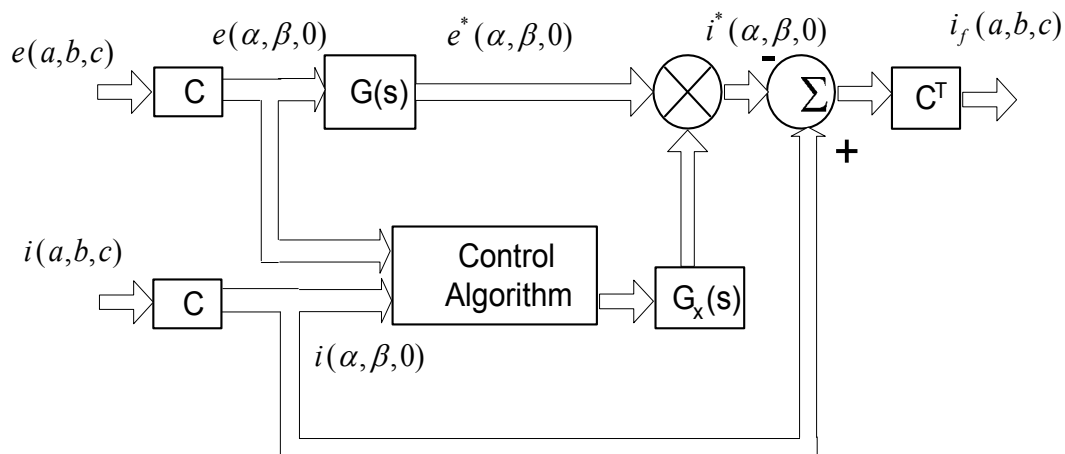 e(α,β,0)
e*(α,β,0)
i*(α,β,0)
i_f(a,b,c)
e(a,b,c)
C
G(s)
-
Σ
C^T
+
i(a,b,c)
Control
Algorithm
C
G_x(s)
i(α,β,0)